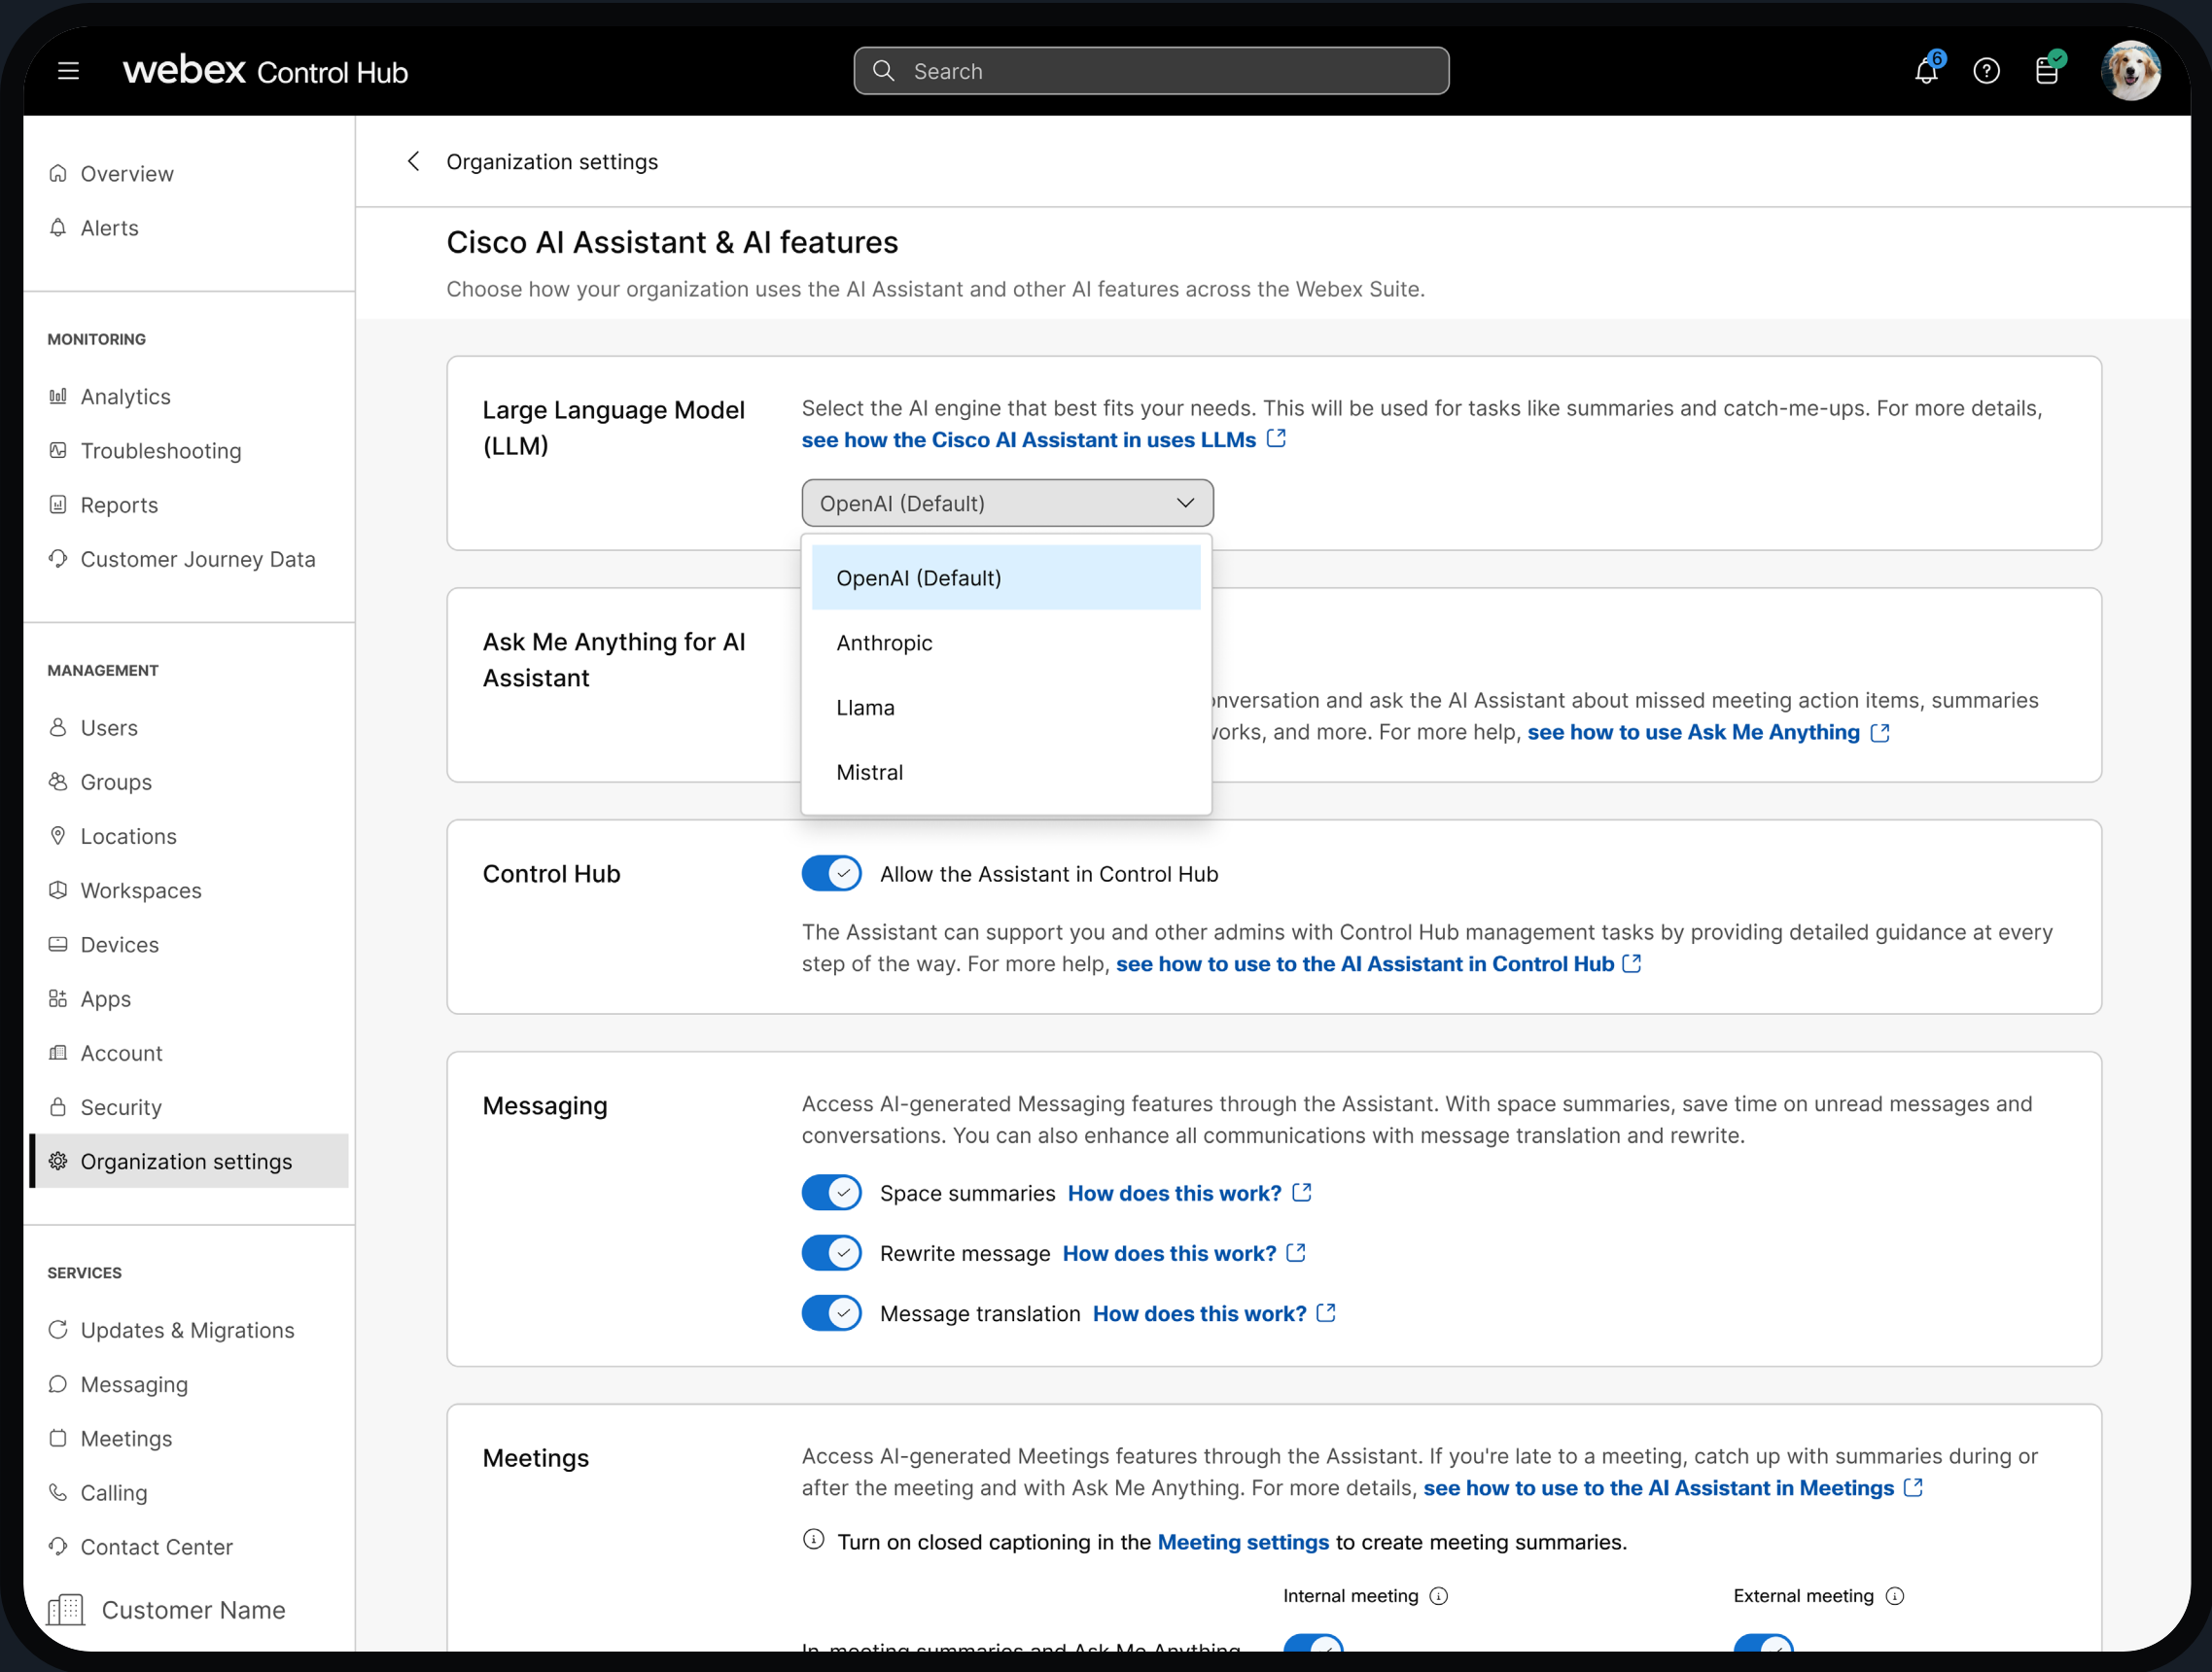 webex Control Hub
Search
6
Overview
Alerts
MONITORING
Analytics
Troubleshooting
Reports
Customer Journey Data
MANAGEMENT
Users
Groups
Locations
Workspaces
Devices
Apps
Account
Security
Organization settings
SERVICES
Updates & Migrations
Messaging
Meetings
Calling
Contact Center
Customer Name
Organization settings
Cisco AI Assistant & AI features
Choose how your organization uses the AI Assistant and other AI features across the Webex Suite.
Large Language Model
(LLM)
Select the AI engine that best fits your needs. This will be used for tasks like summaries and catch-me-ups. For more details,
see how the Cisco AI Assistant in uses LLMs
OpenAI (Default)
OpenAI (Default)
Anthropic
Llama
Mistral
Ask Me Anything for AI
Assistant
and ask the AI Assistant about missed meeting action items, summaries
and more. For more help, see how to use Ask Me Anything
Control Hub
Allow the Assistant in Control Hub
The Assistant can support you and other admins with Control Hub management tasks by providing detailed guidance at every
step of the way. For more help, see how to use to the AI Assistant in Control Hub
Messaging
Access AI-generated Messaging features through the Assistant. With space summaries, save time on unread messages and
conversations. You can also enhance all communications with message translation and rewrite.
Space summaries How does this work?
Rewrite message How does this work?
Message translation How does this work?
Meetings
Access AI-generated Meetings features through the Assistant. If you're late to a meeting, catch up with summaries during or
after the meeting and with Ask Me Anything. For more details, see how to use to the AI Assistant in Meetings
Turn on closed captioning in the Meeting settings to create meeting summaries.
Internal meeting
External meeting
In-meeting summaries and Ask Me Anything